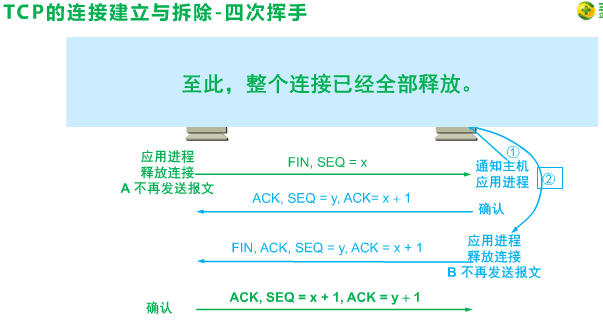 TCP的连接建立与拆除-四次挥手
至此，整个连接已经全部释放。
①
应用进程
释放连接
A 不再发送报文
FIN, SEQ = x
通知主机
应用进程
②
ACK, SEQ = y, ACK= x + 1
确认
应用进程
释放连接
B 不再发送报文
FIN, ACK, SEQ = y, ACK = x + 1
确认
ACK, SEQ = x + 1, ACK = y + 1